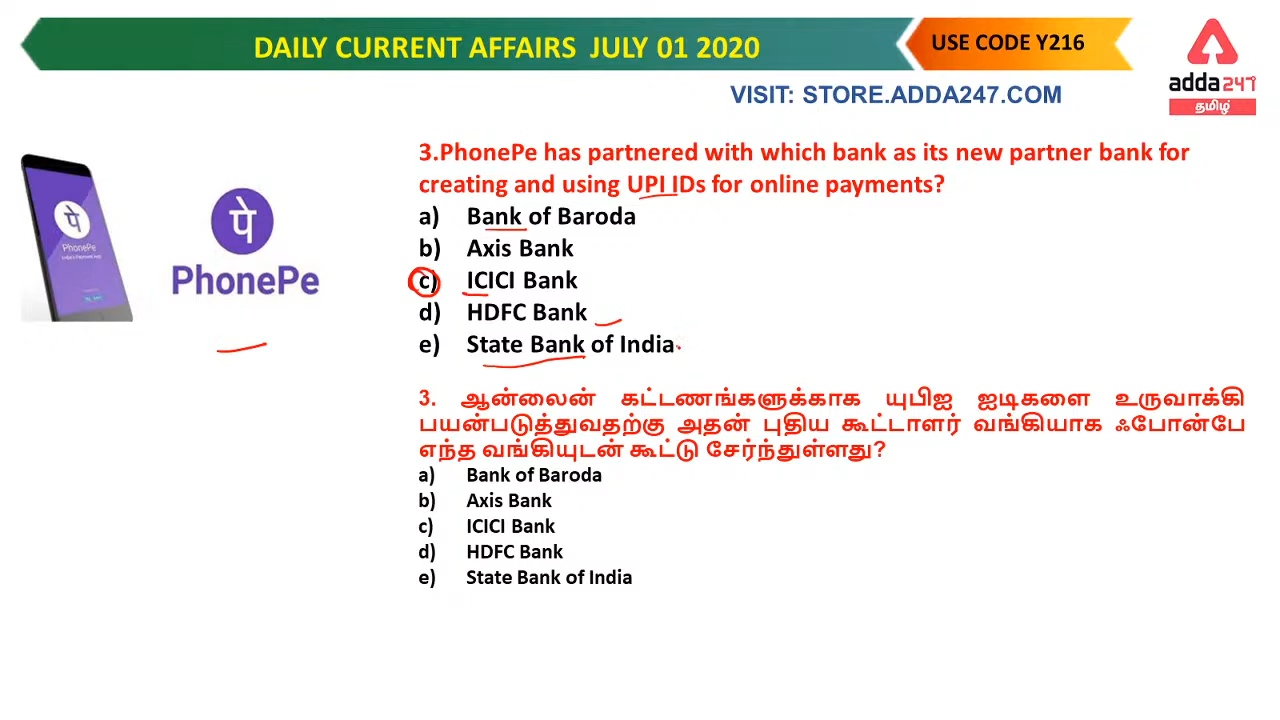 DAILY CURRENT AFFAIRS JULY 01 2020
USE CODE Y216
adda247
தமிழ்
VISIT: STORE.ADDA247.COM
3.PhonePe has partnered with which bank as its new partner bank for
creating and using UPI IDs for online payments?
a) Bank of Baroda
b) Axis Bank
c) ICICI Bank
d) HDFC Bank
e) State Bank of India
पे
PhonePe
पे
PhonePe
3. ஆன்லைன் கட்டணங்களுக்காக யுபிஐ ஐடிகளை உருவாக்கி
பயன்படுத்துவதற்கு அதன் புதிய கூட்டாளர் வங்கியாக ஃபோன்பே
எந்த வங்கியுடன் கூட்டு சேர்ந்துள்ளது?
a) Bank of Baroda
b) Axis Bank
c) ICICI Bank
d) HDFC Bank
e) State Bank of India